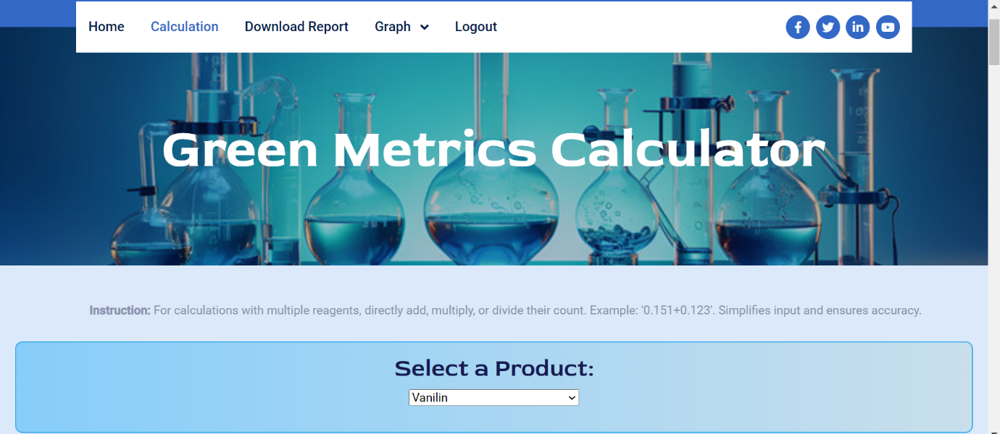 Home Calculation Download Report Graph Logout
Green Metrics Calculator
Instruction: For calculations with multiple reagents, directly add, multiply, or divide their count. Example: '0.151+0.123'. Simplifies input and ensures accuracy.
Select a Product:
Vanilin